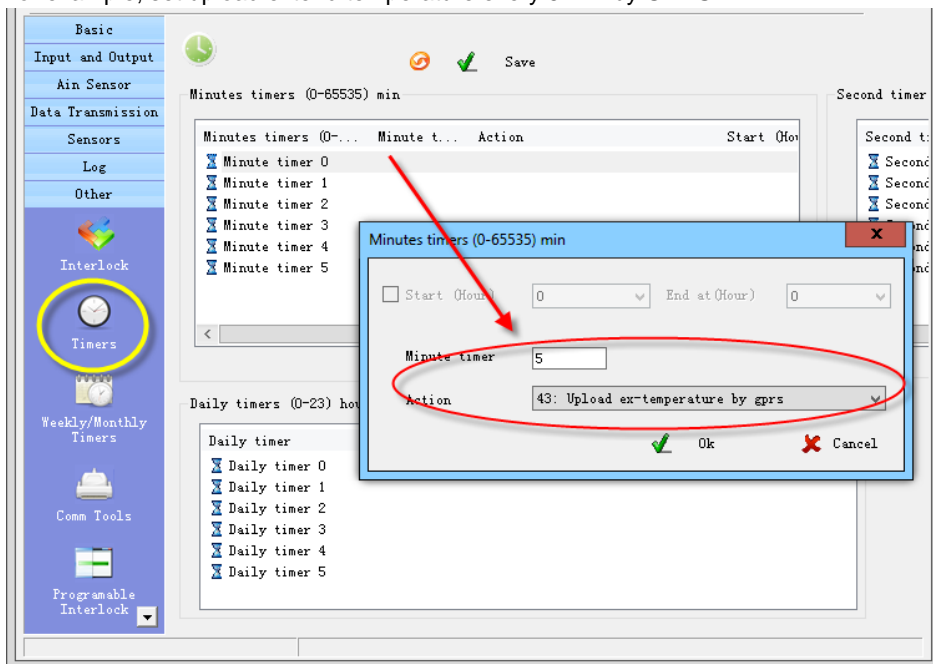 Basic
Input and Output
Ain Sensor
Data Transmission
Sensors
Log
Other
Interlock
Timers
Weekly/Monthly
Timers
Comm Tools
Programable
Interlock
Save
Minutes timers (0-65535) min
Minutes timers (0-... Minute t... Action Start (Hou
Minute timer 0
Minute timer 1
Minute timer 2
Minute timer 3
Minute timer 4
Minute timer 5
Second timer
Second t
Second
Second
Second
Minutes timers (0-65535) min
Start (Hour) 0 End at(Hour) 0
Minute timer 5
Action 43: Upload ex-temperature by gprs
Ok Cancel
Daily timers (0-23) hou
Daily timer
Daily timer 0
Daily timer 1
Daily timer 2
Daily timer 3
Daily timer 4
Daily timer 5